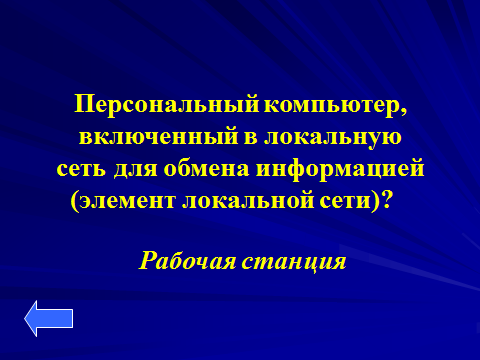 Персональный компьютер,
включенный в локальную
сеть для обмена информацией
(элемент локальной сети)?
Рабочая станция